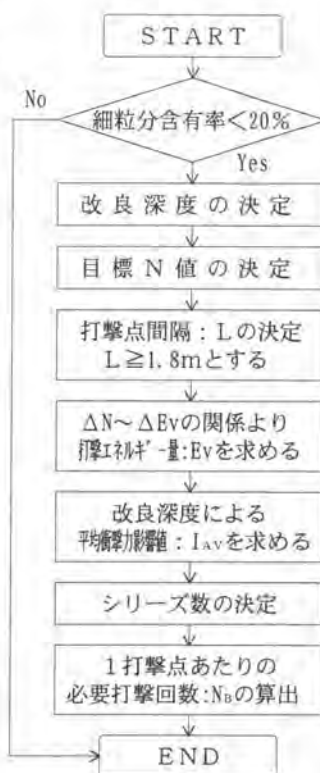 START
No
細粒分含有率<20%
Yes
改良深度の決定
目標N値の決定
打撃点間隔：Lの決定
L≧1.8mとする
ΔN～ΔEvの関係より
打撃エネルギー量:Evを求める
改良深度による
平均衝撃力影響値：IAVを求める
シリーズ数の決定
1打撃点あたりの
必要打撃回数:NBの算出
END